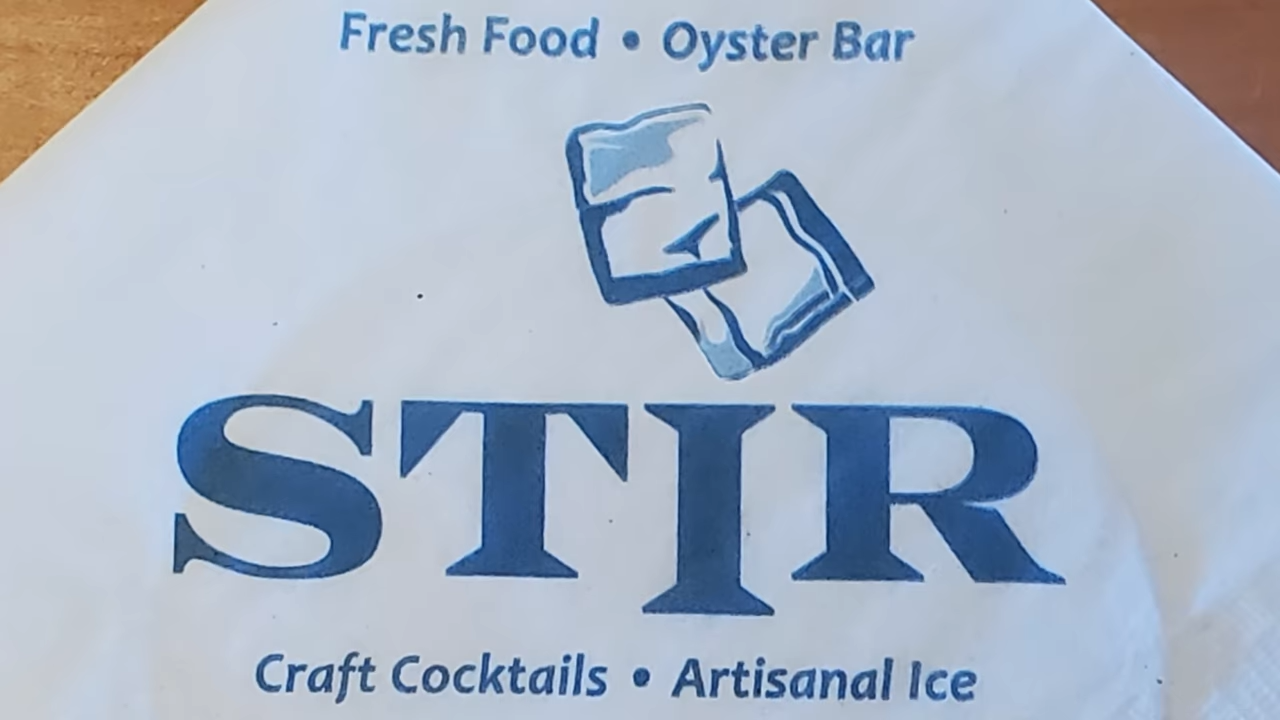 Fresh Food • Oyster Bar
STIR
Craft Cocktails • Artisanal Ice